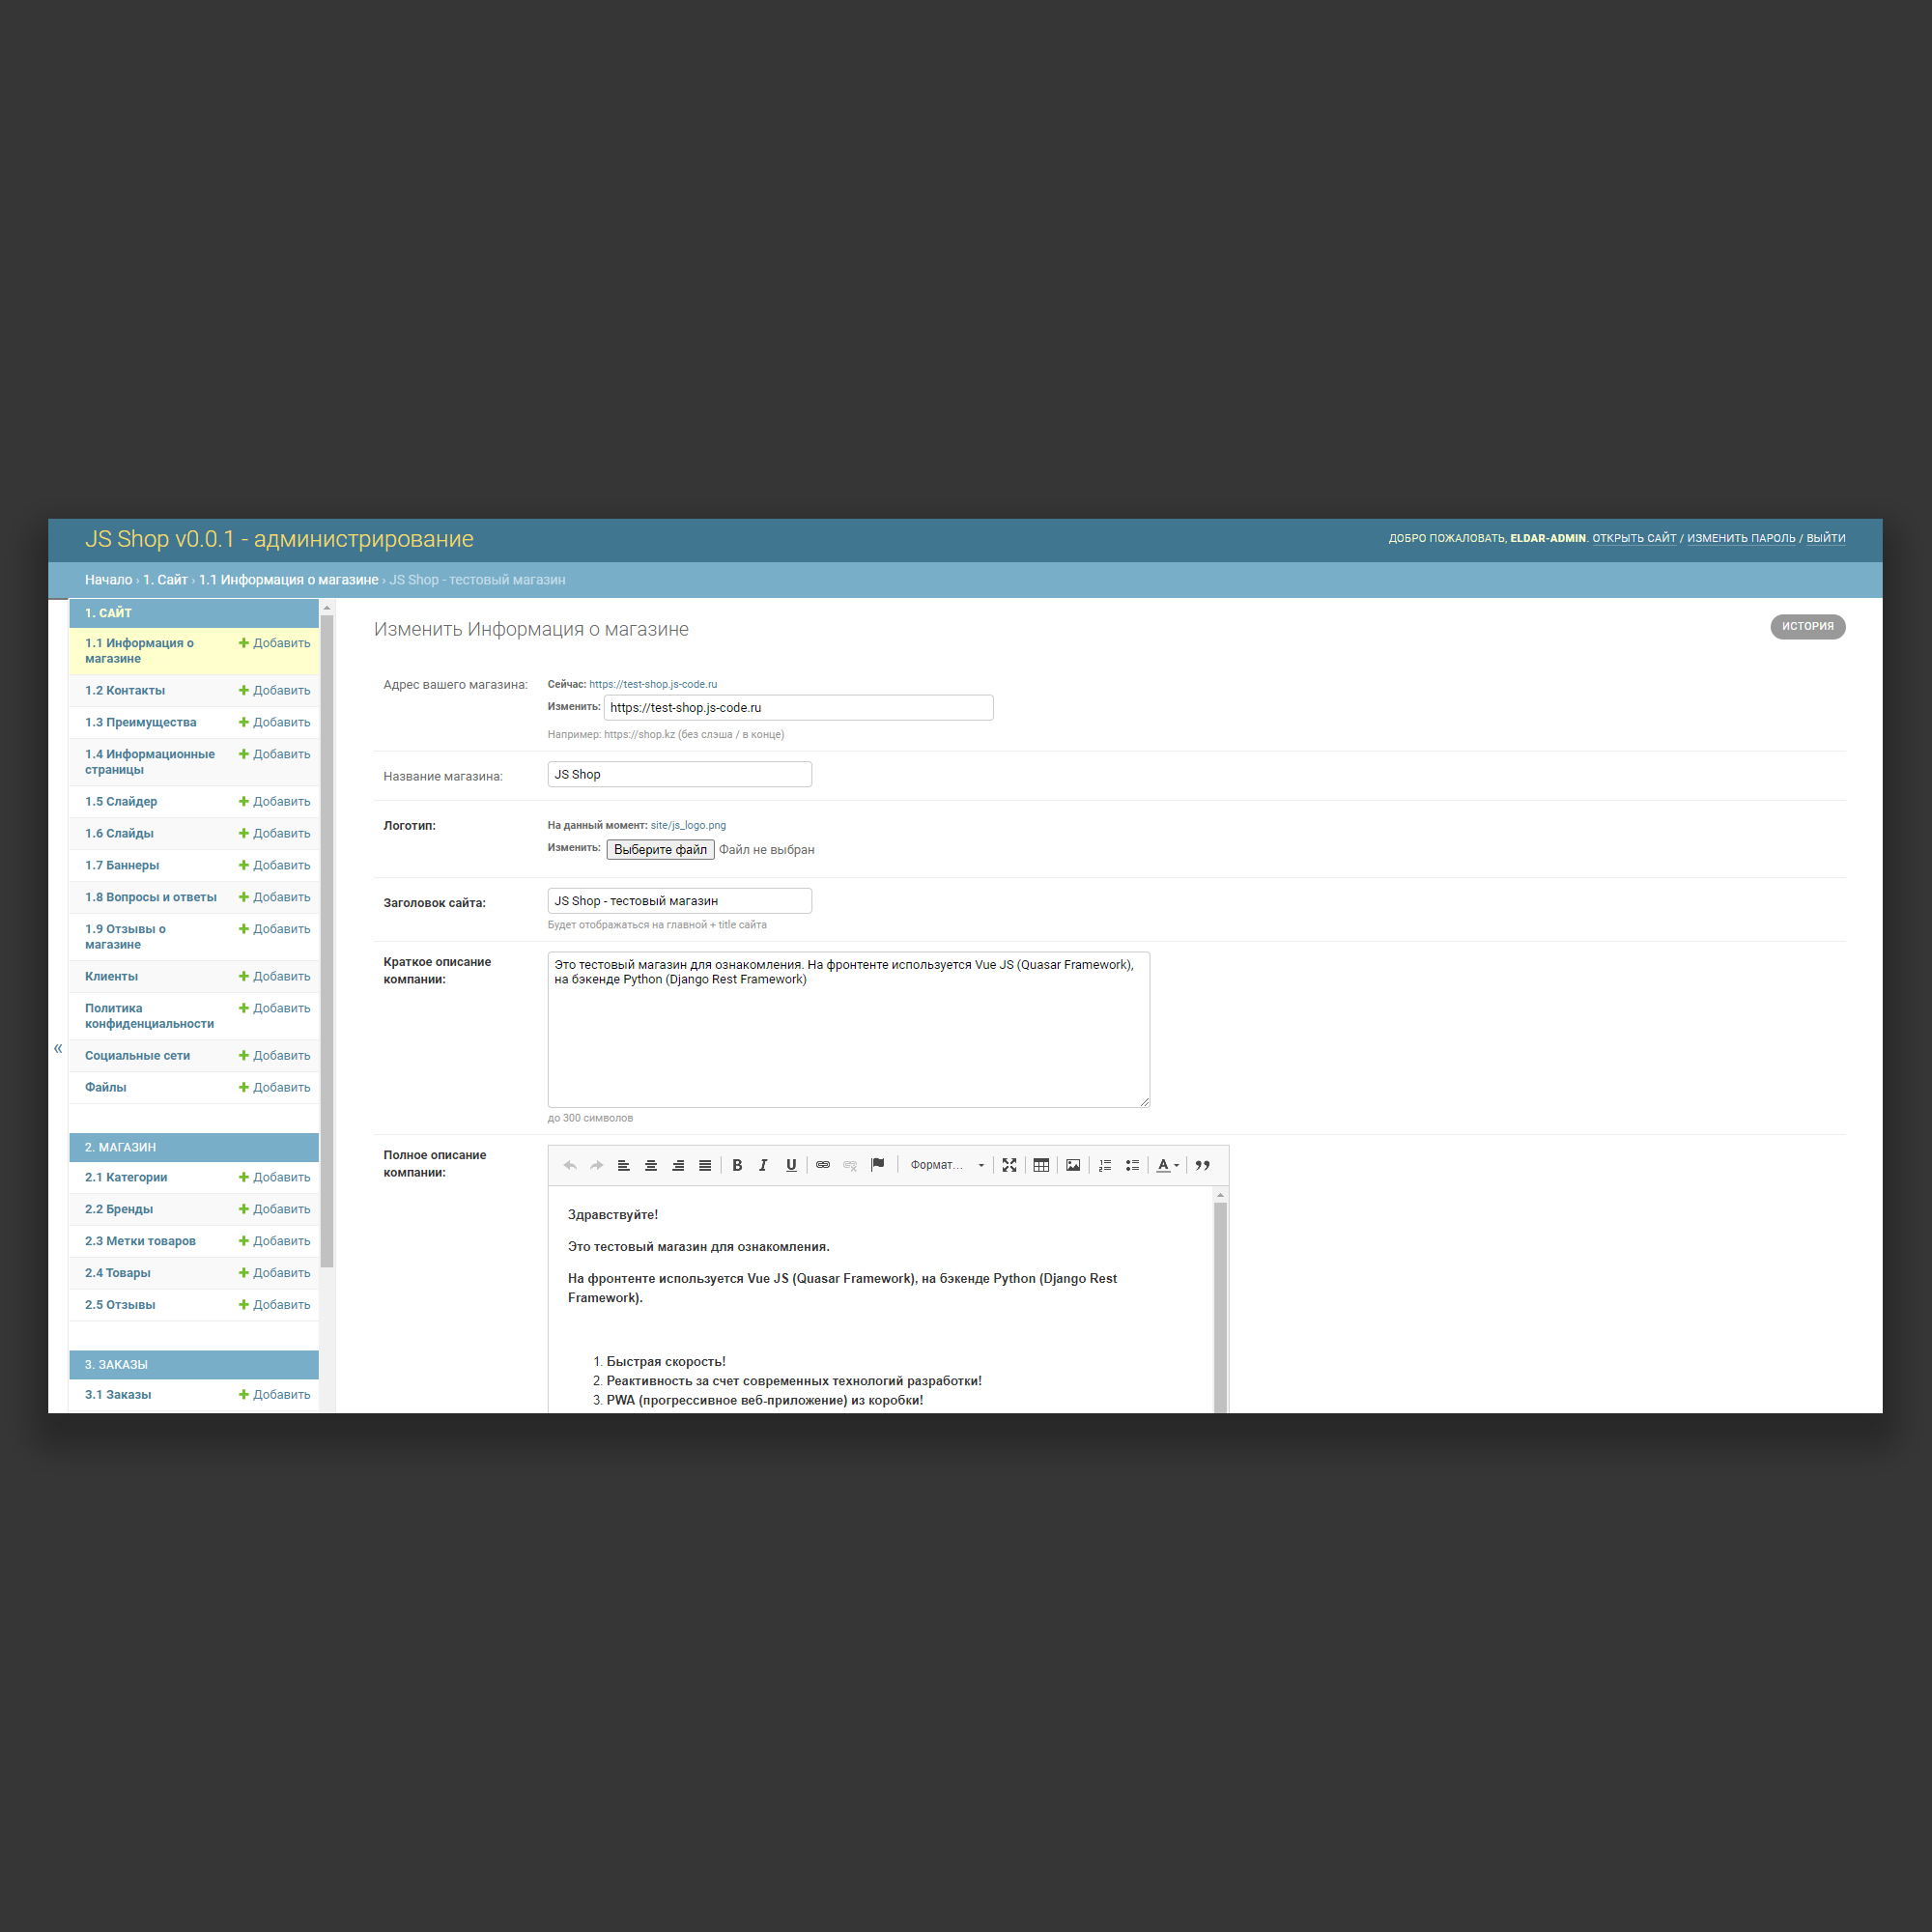 JS Shop v0.0.1 - администрирование
ДОБРО ПОЖАЛОВАТЬ, ELDAR-ADMIN. ОТКРЫТЬ САЙТ / ИЗМЕНИТЬ ПАРОЛЬ / ВЫЙТИ
Начало › 1. Сайт › 1.1 Информация о магазине › JS Shop - тестовый магазин
«
1. САЙТ
1.1 Информация о
магазине
Добавить
1.2 Контакты Добавить
1.3 Преимущества Добавить
1.4 Информационные
страницы
Добавить
1.5 Слайдер Добавить
1.6 Слайды Добавить
1.7 Баннеры Добавить
1.8 Вопросы и ответы Добавить
1.9 Отзывы о
магазине
Добавить
Клиенты Добавить
Политика
конфиденциальности
Добавить
Социальные сети Добавить
Файлы Добавить
2. МАГАЗИН
2.1 Категории Добавить
2.2 Бренды Добавить
2.3 Метки товаров Добавить
2.4 Товары Добавить
2.5 Отзывы Добавить
3. ЗАКАЗЫ
3.1 Заказы Добавить
Изменить Информация о магазине
ИСТОРИЯ
Адрес вашего магазина:
Сейчас: https://test-shop.js-code.ru
Изменить: https://test-shop.js-code.ru
Например: https://shop.kz (без слэша / в конце)
Название магазина: JS Shop
Логотип:
На данный момент: site/js_logo.png
Изменить: Выберите файл Файл не выбран
Заголовок сайта: JS Shop - тестовый магазин
Будет отображаться на главной + title сайта
Краткое описание
компании:
Это тестовый магазин для ознакомления. На фронтенте используется Vue JS (Quasar Framework),
на бэкенде Python (Django Rest Framework)
до 300 символов
Полное описание
компании:
B I U Формат... A
Здравствуйте!
Это тестовый магазин для ознакомления.
На фронтенте используется Vue JS (Quasar Framework), на бэкенде Python (Django Rest
Framework).
1. Быстрая скорость!
2. Реактивность за счет современных технологий разработки!
3. PWA (прогрессивное веб-приложение) из коробки!